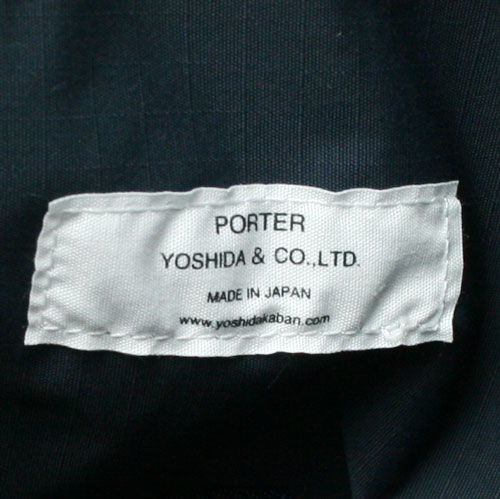 PORTER
YOSHIDA & CO.,LTD.
MADE IN JAPAN
www.yoshidakaban.com